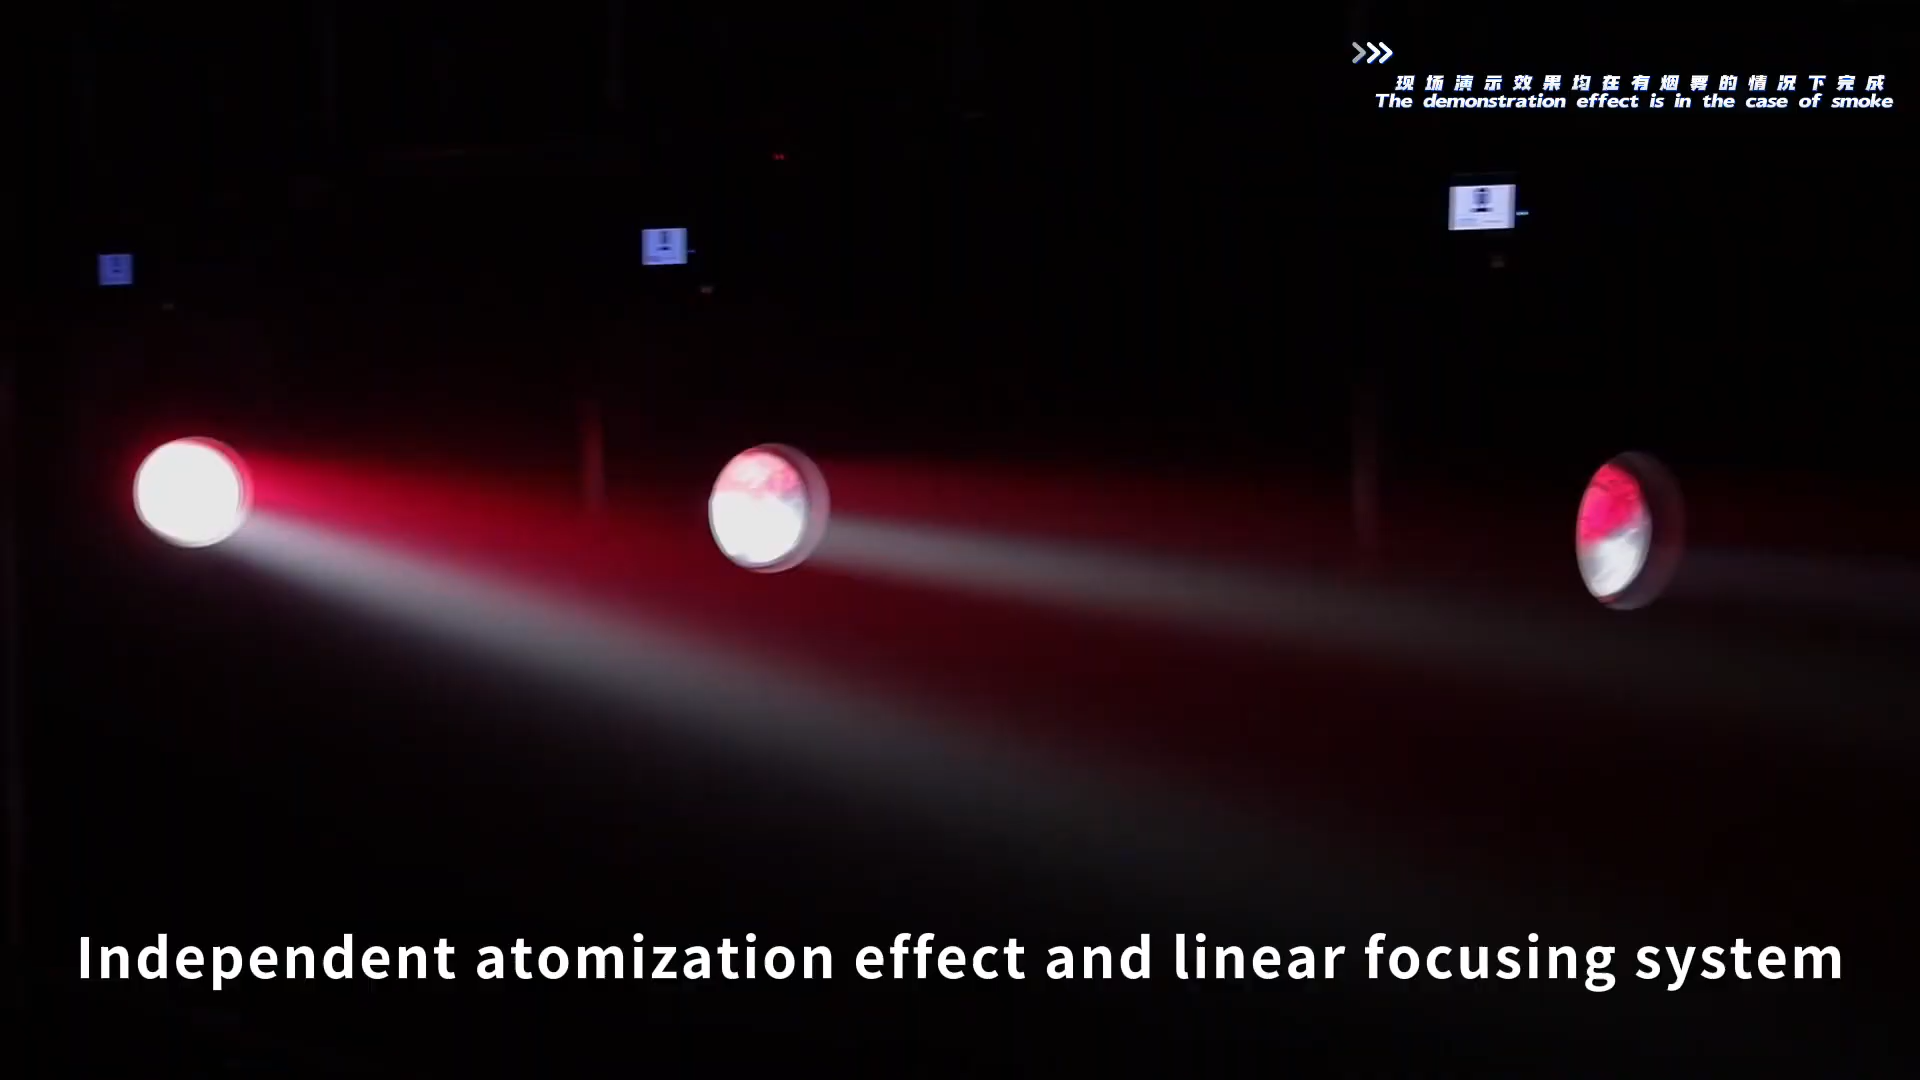 现场演示效果均在有烟雾的情况下完成
The demonstration effect is in the case of smoke
Independent atomization effect and linear focusing system